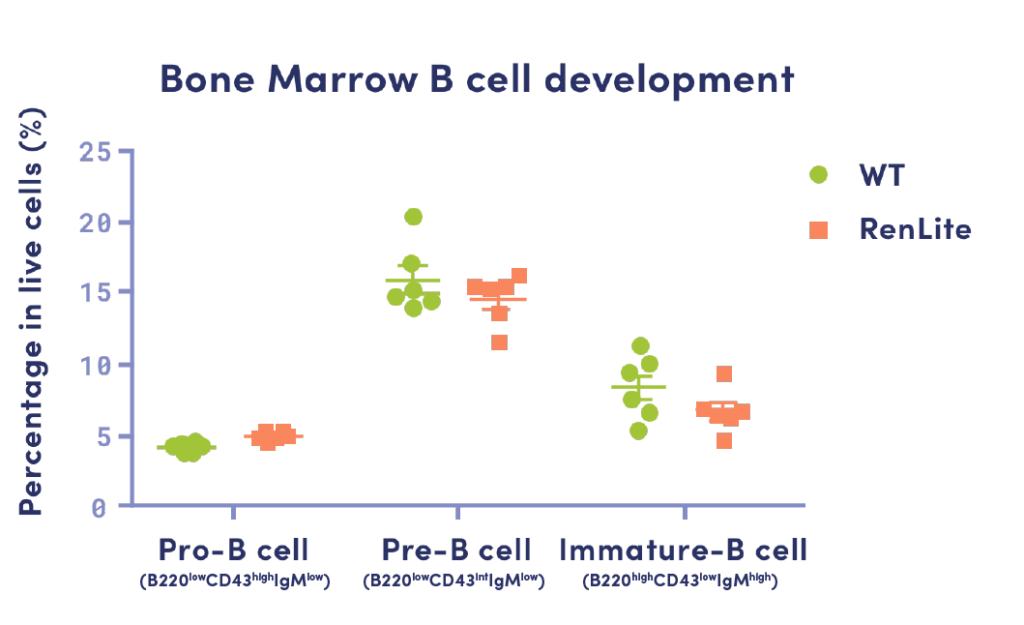 Bone Marrow B cell development
Percentage in live cells (%)
25
20
15
10
5
0
WT
RenLite
Pro-B cell
(B220lowCD43highIgMlow)
Pre-B cell
(B220lowCD43intIgMlow)
Immature-B cell
(B220highCD43lowIgMhigh)